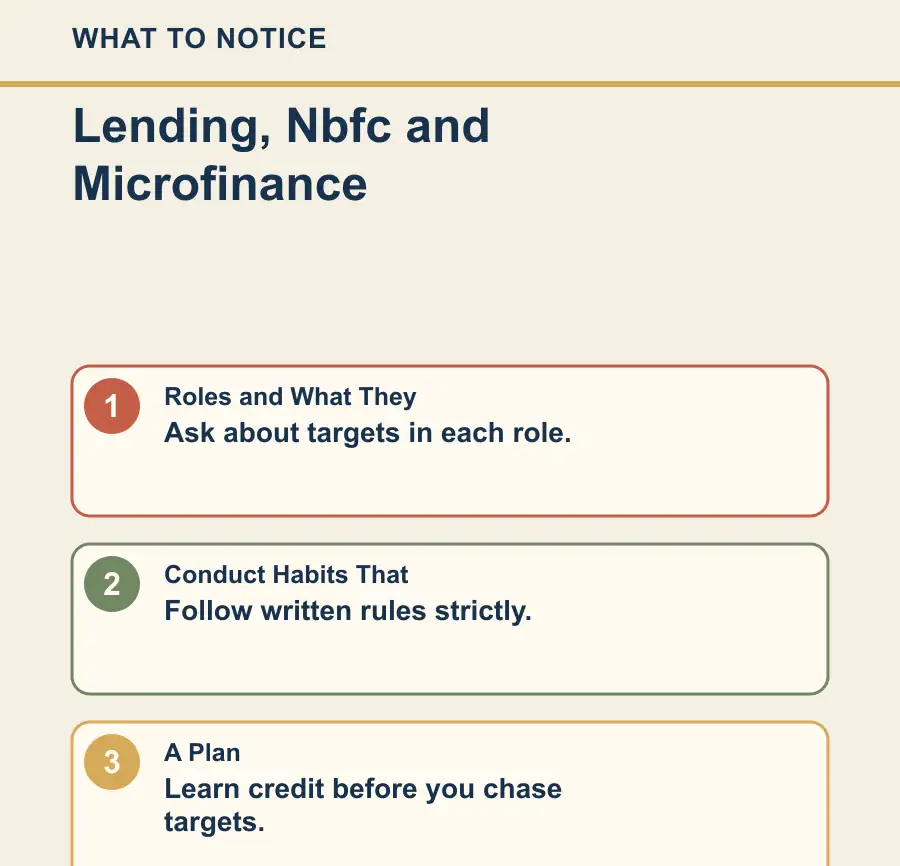 WHAT TO NOTICE
Lending, Nbfc and
Microfinance
1
Roles and What They
Ask about targets in each role.
2
Conduct Habits That
Follow written rules strictly.
3
A Plan
Learn credit before you chase
targets.